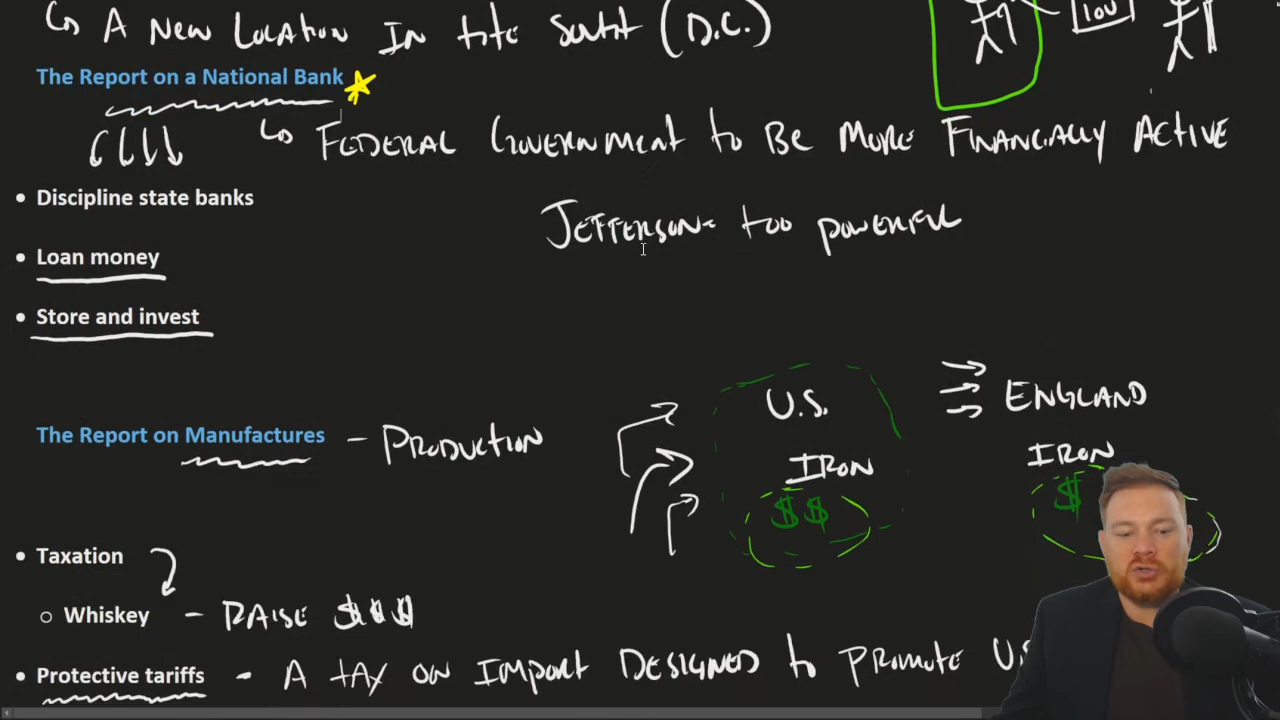 A New Location In the South (D.C.)
IOU
The Report on a National Bank
Federal Government to Be More Financially Active
• Discipline state banks
Jefferson - too powerful
• Loan money
• Store and invest
U.S.
England
The Report on Manufactures - Production
Iron
Iron
$$
$
• Taxation
○ Whiskey - Raise $$$
• Protective tariffs - A tax on Import Designed to promote U.S